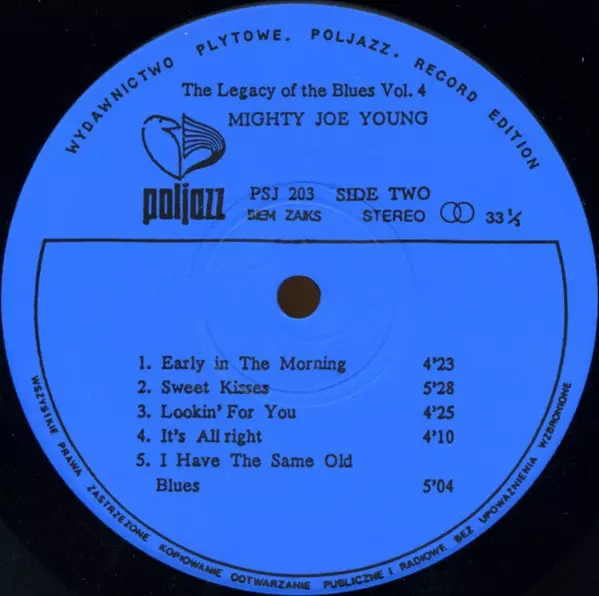 WYDAWNICTWO PŁYTOWE. POLJAZZ. RECORD EDITION
The Legacy of the Blues Vol. 4
MIGHTY JOE YOUNG
poljazz
PSJ 203 SIDE TWO
BIEM ZAIKS STEREO 33 ⅓
1. Early in The Morning 4'23
2. Sweet Kisses 5'28
3. Lookin' For You 4'25
4. It's All right 4'10
5. I Have The Same Old
Blues 5'04
WSZYSTKIE PRAWA ZASTRZEŻONE KOPIOWANIE ODTWARZANIE PUBLICZNE I RADIOWE BEZ UPOWAŻNIENIA WZBRONIONE